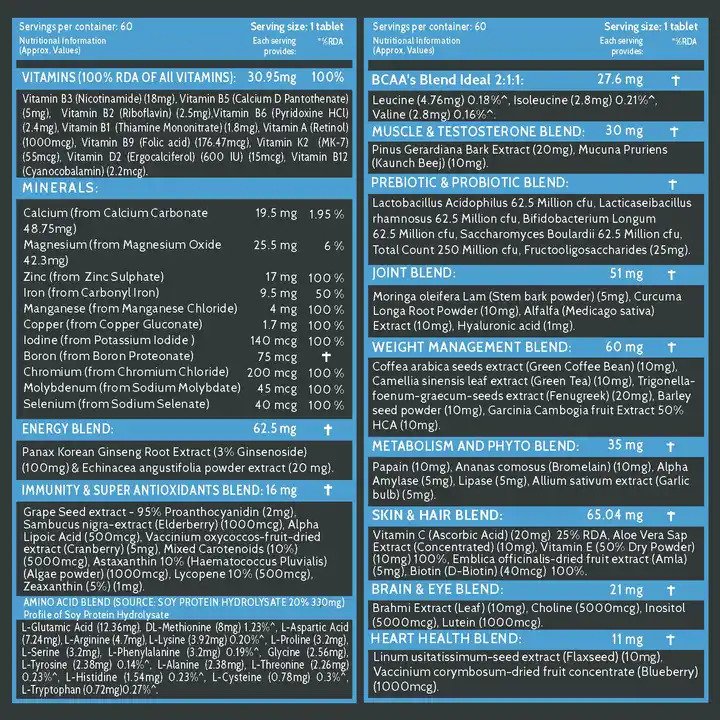 Servings per container: 60 Serving size: 1 tablet
Nutritional Information Each serving *%RDA
(Approx. Values) provides:
VITAMINS (100% RDA OF All VITAMINS): 30.95mg 100%
Vitamin B3 (Nicotinamide) (18mg), Vitamin B5 (Calcium D Pantothenate)
(5mg), Vitamin B2 (Riboflavin) (2.5mg),Vitamin B6 (Pyridoxine HCl)
(2.4mg), Vitamin B1 (Thiamine Mononitrate) (1.8mg), Vitamin A (Retinol)
(1000mcg), Vitamin B9 (Folic acid) (176.47mcg), Vitamin K2 (MK-7)
(55mcg), Vitamin D2 (Ergocalciferol) (600 IU) (15mcg), Vitamin B12
(Cyanocobalamin) (2.2mcg).
MINERALS:
Calcium (from Calcium Carbonate 19.5 mg 1.95 %
48.75mg)
Magnesium (from Magnesium Oxide 25.5 mg 6 %
42.3mg)
Zinc (from Zinc Sulphate) 17 mg 100 %
Iron (from Carbonyl Iron) 9.5 mg 50 %
Manganese (from Manganese Chloride) 4 mg 100 %
Copper (from Copper Gluconate) 1.7 mg 100 %
Iodine (from Potassium Iodide ) 140 mcg 100 %
Boron (from Boron Proteonate) 75 mcg ✝
Chromium (from Chromium Chloride) 200 mcg 100 %
Molybdenum (from Sodium Molybdate) 45 mcg 100 %
Selenium (from Sodium Selenate) 40 mcg 100 %
ENERGY BLEND: 62.5 mg ✝
Panax Korean Ginseng Root Extract (3% Ginsenoside)
(100mg) & Echinacea angustifolia powder extract (20 mg).
IMMUNITY & SUPER ANTIOXIDANTS BLEND: 16 mg ✝
Grape Seed extract - 95% Proanthocyanidin (2mg),
Sambucus nigra-extract (Elderberry) (1000mcg), Alpha
Lipoic Acid (500mcg), Vaccinium oxycoccos-fruit-dried
extract (Cranberry) (5mg), Mixed Carotenoids (10%)
(5000mcg), Astaxanthin 10% (Haematococcus Pluvialis)
(Algae powder) (1000mcg), Lycopene 10% (500mcg),
Zeaxanthin (5%) (1mg).
AMINO ACID BLEND (SOURCE: SOY PROTEIN HYDROLYSATE 20% 330mg)
Profile of Soy Protein Hydrolysate
L-Glutamic Acid (12.36mg), DL-Methionine (8mg) 1.23%^, L-Aspartic
(7.24mg), L-Arginine (4.7mg), L-Lysine (3.92mg) 0.20%^, L-Proline (3.2mg),
L-Serine (3.2mg), L-Phenylalanine (3.2mg) 0.19%^, Glycine (2.56mg),
L-Tyrosine (2.38mg) 0.14%^, L-Alanine (2.38mg), L-Threonine (2.26mg)
0.23%^, L-Histidine (1.54mg) 0.23%^, L-Cysteine (0.78mg) 0.3%^,
L-Tryptophan (0.72mg)0.27%^.
Servings per container: 60 Serving size: 1 tablet
Nutritional Information Each serving *%RDA
(Approx. Values) provides:
BCAA's Blend Ideal 2:1:1: 27.6 mg ✝
Leucine (4.76mg) 0.18%^, Isoleucine (2.8mg) 0.21%^,
Valine (2.8mg) 0.16%^.
MUSCLE & TESTOSTERONE BLEND: 30 mg ✝
Pinus Gerardiana Bark Extract (20mg), Mucuna Pruriens
(Kaunch Beej) (10mg).
PREBIOTIC & PROBIOTIC BLEND: ✝
Lactobacillus Acidophilus 62.5 Million cfu, Lacticaseibacillus
rhamnosus 62.5 Million cfu, Bifidobacterium Longum
62.5 Million cfu, Saccharomyces Boulardii 62.5 Million cfu,
Total Count 250 Million cfu, Fructooligosaccharides (25mg).
JOINT BLEND: 51 mg ✝
Moringa oleifera Lam (Stem bark powder) (5mg), Curcuma
Longa Root Powder (10mg), Alfalfa (Medicago sativa)
Extract (10mg), Hyaluronic acid (1mg).
WEIGHT MANAGEMENT BLEND: 60 mg ✝
Coffea arabica seeds extract (Green Coffee Bean) (10mg),
Camellia sinensis leaf extract (Green Tea) (10mg), Trigonella-
foenum-graecum-seeds extract (Fenugreek) (20mg), Barley
seed powder (10mg), Garcinia Cambogia fruit Extract 50%
HCA (10mg).
METABOLISM AND PHYTO BLEND: 35 mg ✝
Papain (10mg), Ananas comosus (Bromelain) (10mg), Alpha
Amylase (5mg), Lipase (5mg), Allium sativum extract (Garlic
bulb) (5mg).
SKIN & HAIR BLEND: 65.04 mg ✝
Vitamin C (Ascorbic Acid) (20mg) 25% RDA, Aloe Vera Sap
Extract (Concentrated) (10mg), Vitamin E (50% Dry Powder)
(10mg) 100%, Emblica officinalis-dried fruit extract (Amla)
(5mg), Biotin (D-Biotin) (40mcg) 100%.
BRAIN & EYE BLEND: 21 mg ✝
Brahmi Extract (Leaf) (10mg), Choline (5000mcg), Inositol
(5000mcg), Lutein (1000mcg).
HEART HEALTH BLEND: 11 mg ✝
Linum usitatissimum-seed extract (Flaxseed) (10mg),
Vaccinium corymbosum-dried fruit concentrate (Blueberry)
(1000mcg).